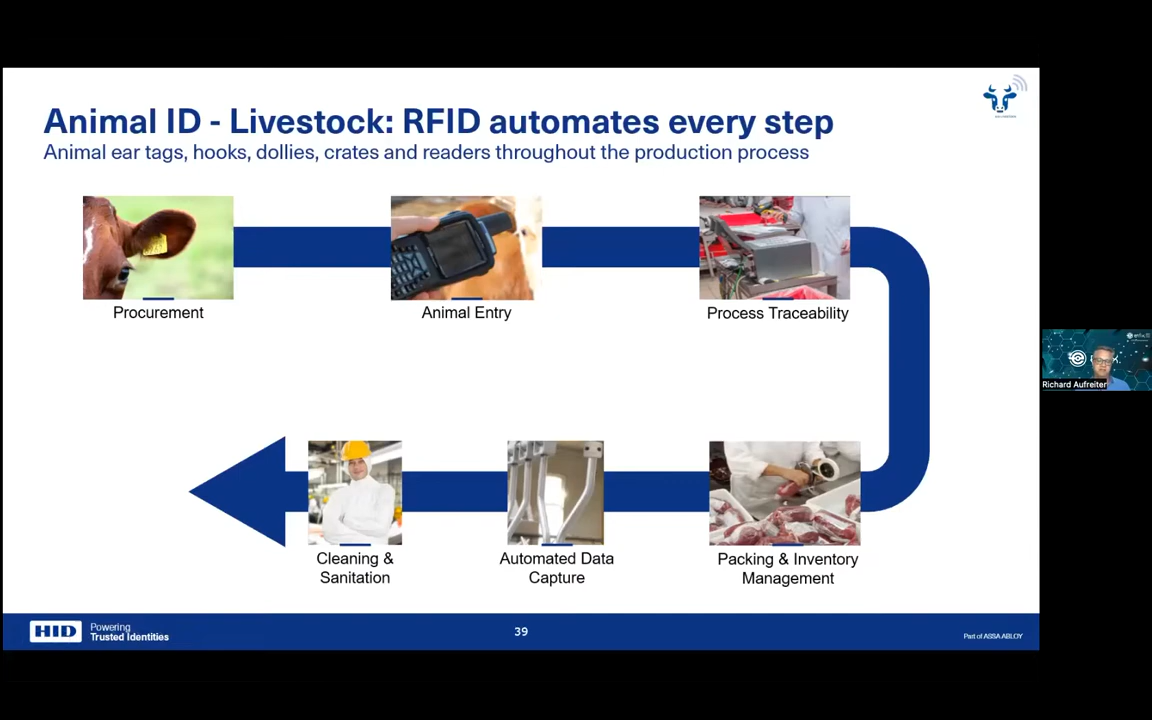 Animal ID - Livestock: RFID automates every step
Animal ear tags, hooks, dollies, crates and readers throughout the production process
Procurement
Animal Entry
Process Traceability
Richard Aufreiter
Cleaning &
Sanitation
Automated Data
Capture
Packing & Inventory
Management
HID
Powering
Trusted Identities
39
Part of ASSA ABLOY